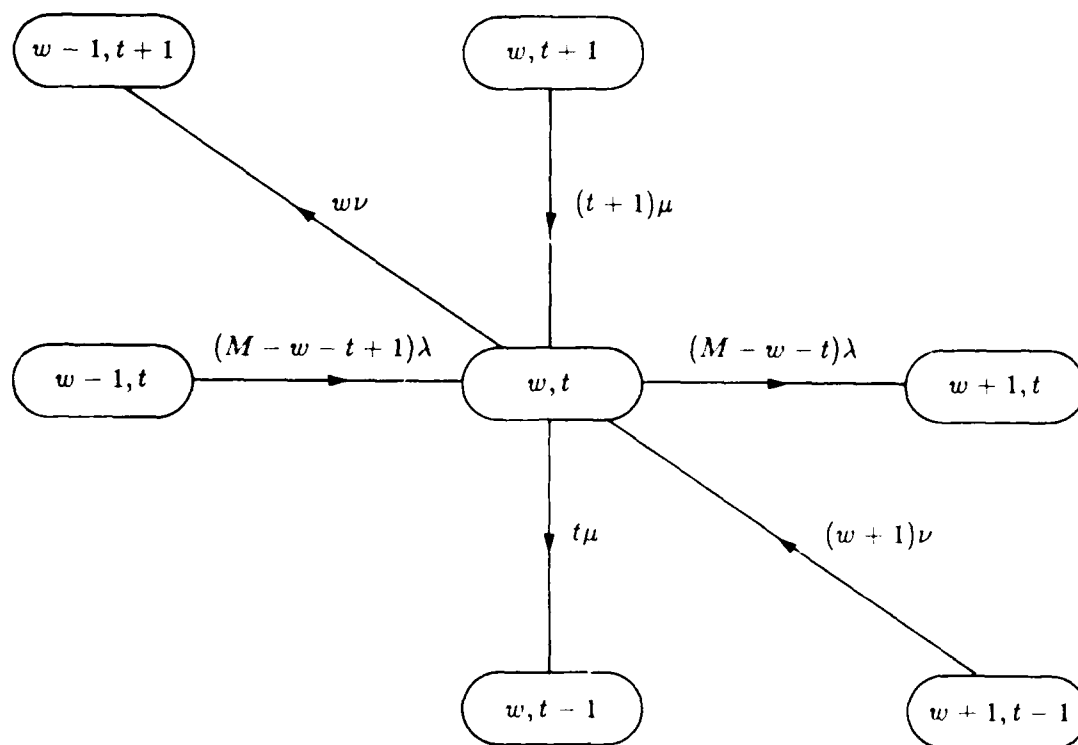 w − 1, t + 1
w, t + 1
wν
(t + 1)μ
(M − w − t + 1)λ
(M − w − t)λ
w − 1, t
w, t
w + 1, t
tμ
(w + 1)ν
w, t − 1
w + 1, t − 1